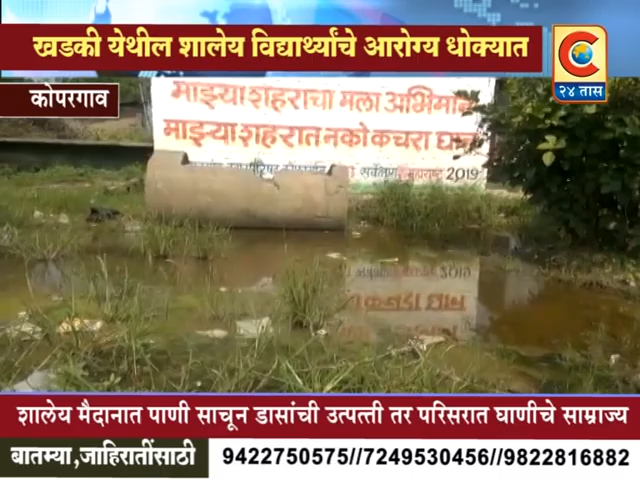 खडकी येथील शालेय विद्यार्थ्यांचे आरोग्य धोक्यात
C
२४ तास
कोपरगाव
माझ्या शहराचा मला अभिमान
माझ्या शहरात नको कचरा घाण
2019
शालेय मैदानात पाणी साचून डासांची उत्पत्ती तर परिसरात घाणीचे साम्राज्य
बातम्या,जाहिरातींसाठी
9422750575//7249530456//9822816882